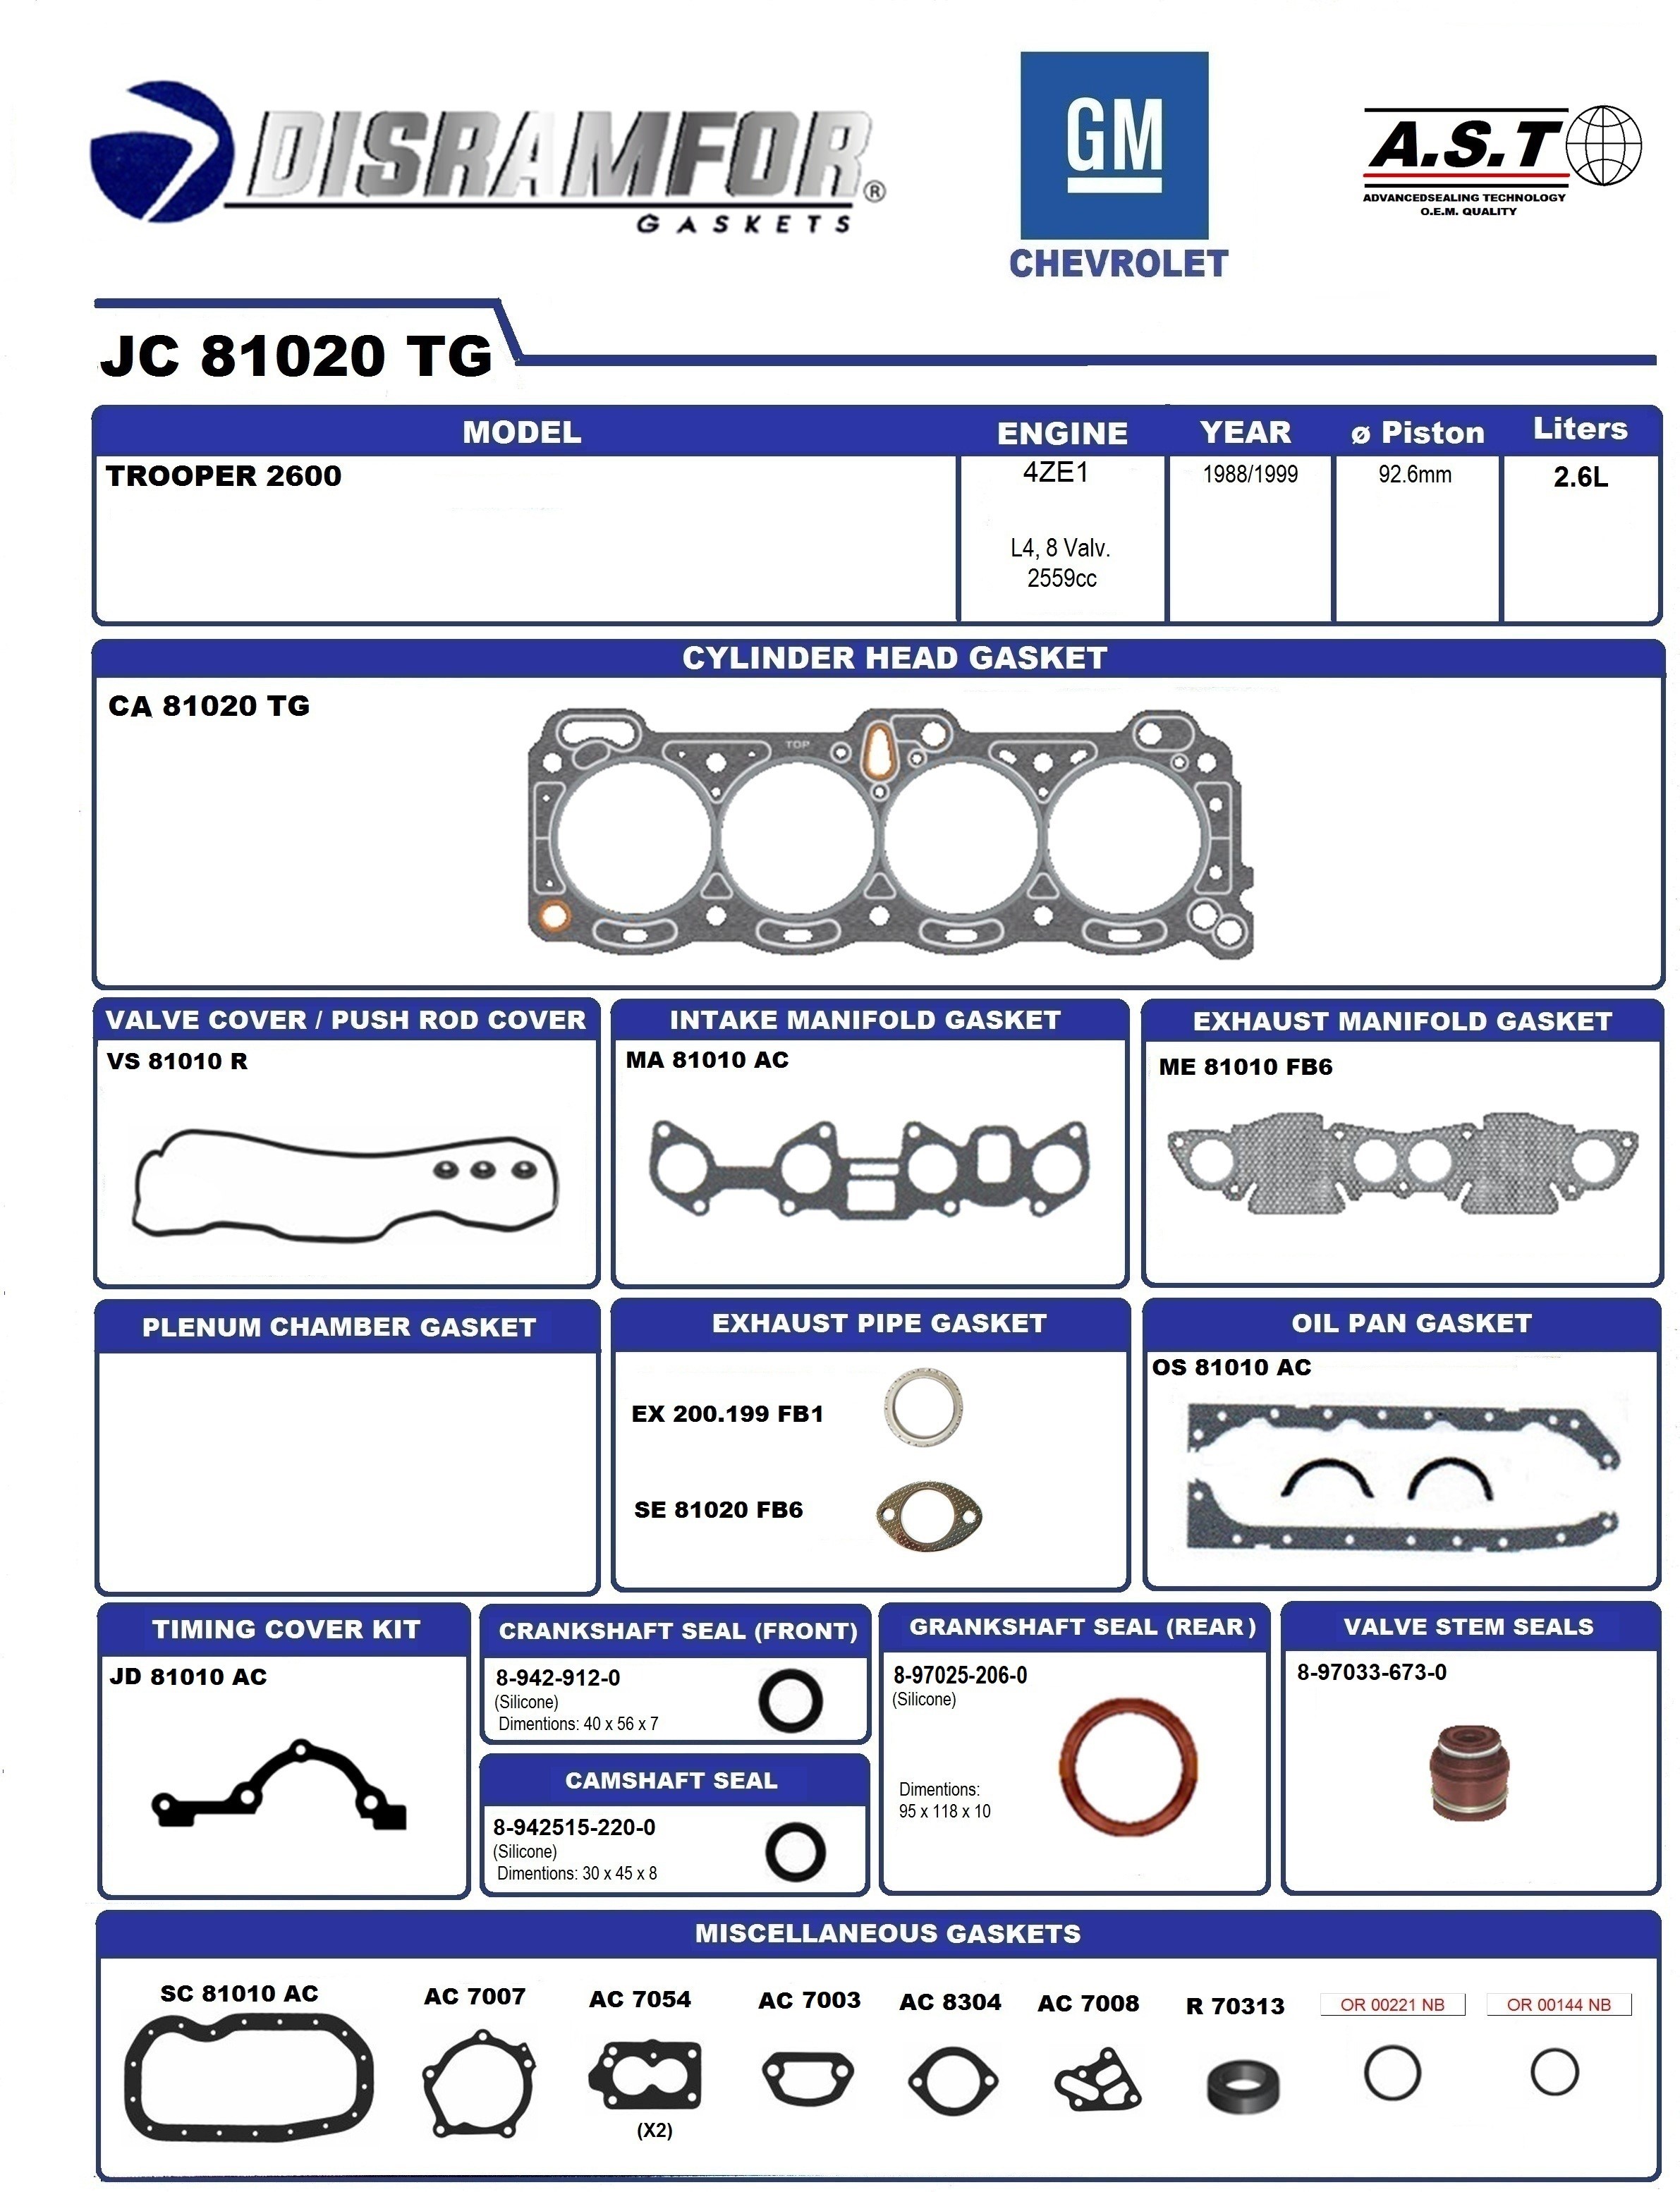 DISRAMFOR®
GASKETS
GM
CHEVROLET
A.S.T
ADVANCEDSEALING TECHNOLOGY
O.E.M. QUALITY
JC 81020 TG
MODEL ENGINE YEAR ø Piston Liters
TROOPER 2600 4ZE1 1988/1999 92.6mm 2.6L
L4, 8 Valv.
2559cc
CYLINDER HEAD GASKET
CA 81020 TG
TOP
VALVE COVER / PUSH ROD COVER
VS 81010 R
INTAKE MANIFOLD GASKET
MA 81010 AC
EXHAUST MANIFOLD GASKET
ME 81010 FB6
PLENUM CHAMBER GASKET
EXHAUST PIPE GASKET
EX 200.199 FB1
SE 81020 FB6
OIL PAN GASKET
OS 81010 AC
TIMING COVER KIT
JD 81010 AC
CRANKSHAFT SEAL (FRONT)
8-942-912-0
(Silicone)
Dimentions: 40 x 56 x 7
CAMSHAFT SEAL
8-942515-220-0
(Silicone)
Dimentions: 30 x 45 x 8
GRANKSHAFT SEAL (REAR)
8-97025-206-0
(Silicone)
Dimentions:
95 x 118 x 10
VALVE STEM SEALS
8-97033-673-0
MISCELLANEOUS GASKETS
SC 81010 AC AC 7007 AC 7054 AC 7003 AC 8304 AC 7008 R 70313 OR 00221 NB OR 00144 NB
(X2)